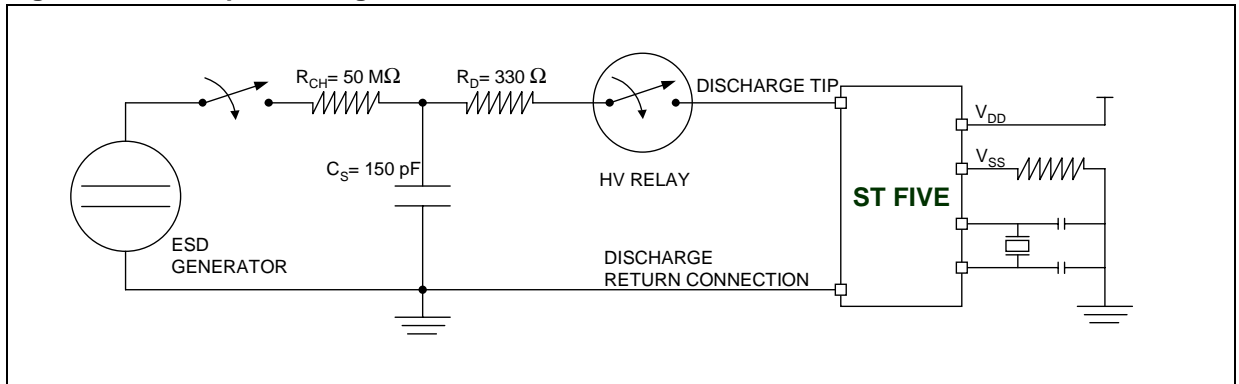 R_CH= 50 MΩ
R_D= 330 Ω
DISCHARGE TIP
V_DD
C_S= 150 pF
HV RELAY
V_SS
ST FIVE
ESD
GENERATOR
DISCHARGE
RETURN CONNECTION